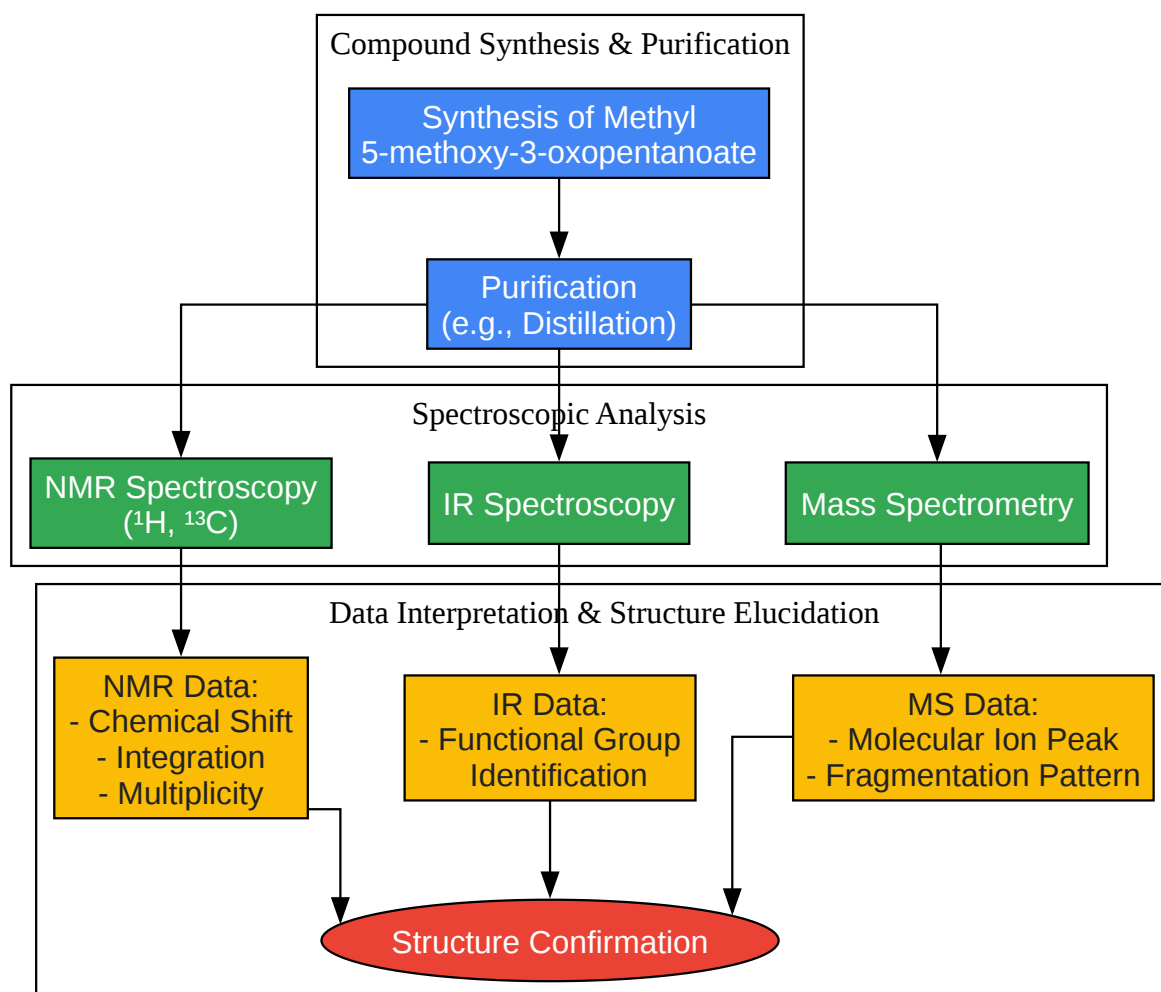 Compound Synthesis & Purification
Synthesis of Methyl
5-methoxy-3-oxopentanoate
Purification
(e.g., Distillation)
Spectroscopic Analysis
NMR Spectroscopy
(¹H, ¹³C)
IR Spectroscopy
Mass Spectrometry
Data Interpretation & Structure Elucidation
NMR Data:
- Chemical Shift
- Integration
- Multiplicity
IR Data:
- Functional Group
Identification
MS Data:
- Molecular Ion Peak
- Fragmentation Pattern
Structure Confirmation